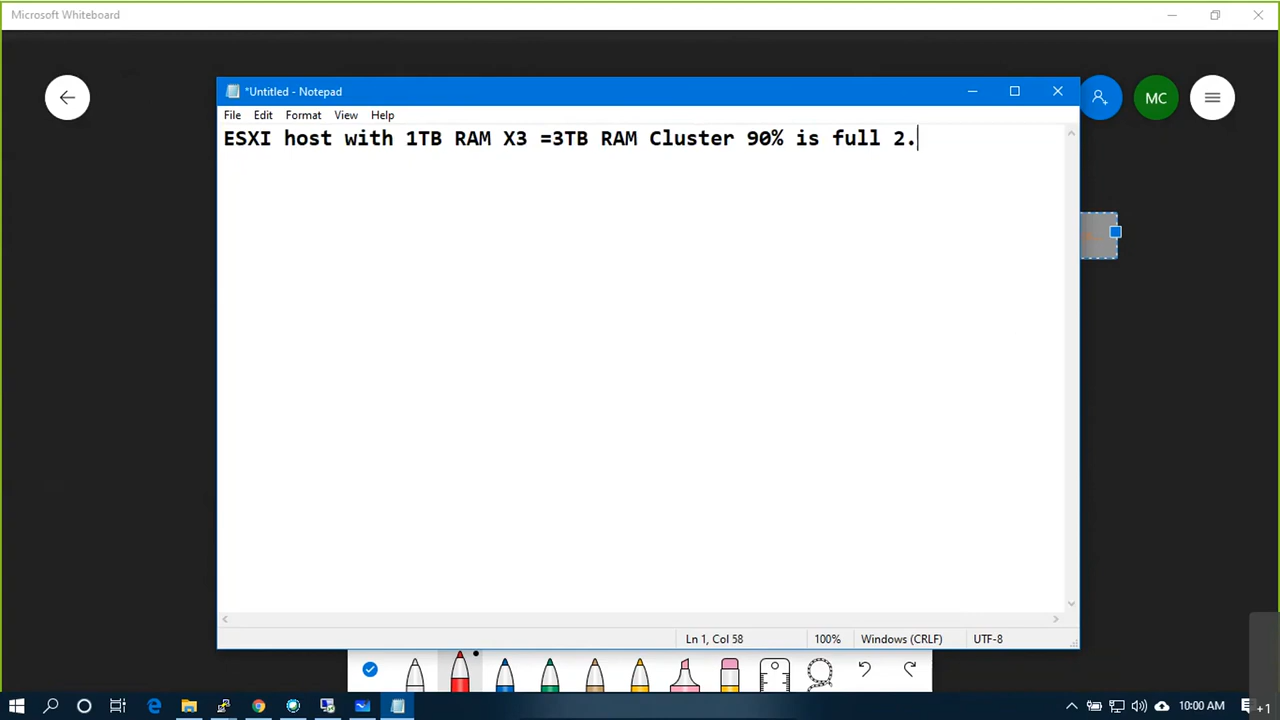 Microsoft Whiteboard
*Untitled - Notepad
MC
File Edit Format View Help
ESXI host with 1TB RAM X3 =3TB RAM Cluster 90% is full 2.
Ln 1, Col 58 100% Windows (CRLF) UTF-8
10:00 AM
+1